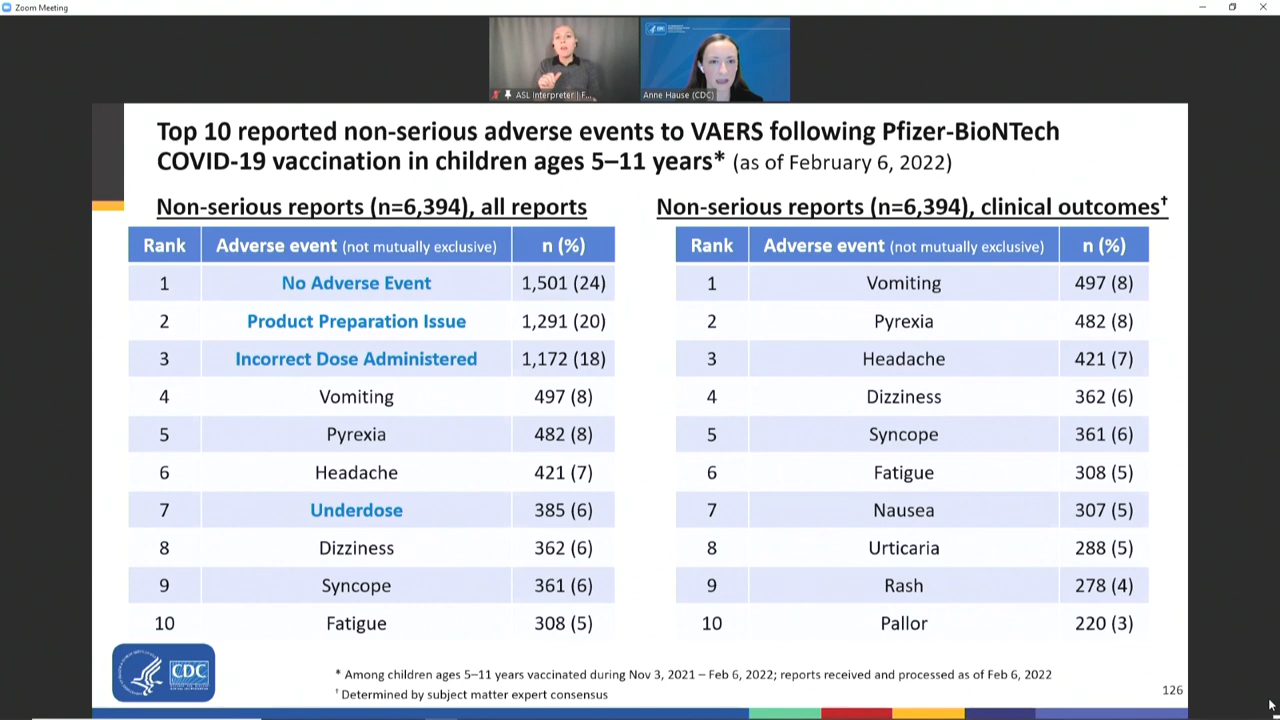 Zoom Meeting
ASL Interpreter | F...
Anne Hause (CDC)
Top 10 reported non-serious adverse events to VAERS following Pfizer-BioNTech
COVID-19 vaccination in children ages 5–11 years* (as of February 6, 2022)
Non-serious reports (n=6,394), all reports
Rank Adverse event (not mutually exclusive) n (%)
1 No Adverse Event 1,501 (24)
2 Product Preparation Issue 1,291 (20)
3 Incorrect Dose Administered 1,172 (18)
4 Vomiting 497 (8)
5 Pyrexia 482 (8)
6 Headache 421 (7)
7 Underdose 385 (6)
8 Dizziness 362 (6)
9 Syncope 361 (6)
10 Fatigue 308 (5)
Non-serious reports (n=6,394), clinical outcomes†
Rank Adverse event (not mutually exclusive) n (%)
1 Vomiting 497 (8)
2 Pyrexia 482 (8)
3 Headache 421 (7)
4 Dizziness 362 (6)
5 Syncope 361 (6)
6 Fatigue 308 (5)
7 Nausea 307 (5)
8 Urticaria 288 (5)
9 Rash 278 (4)
10 Pallor 220 (3)
CDC
* Among children ages 5–11 years vaccinated during Nov 3, 2021 – Feb 6, 2022; reports received and processed as of Feb 6, 2022
† Determined by subject matter expert consensus
126